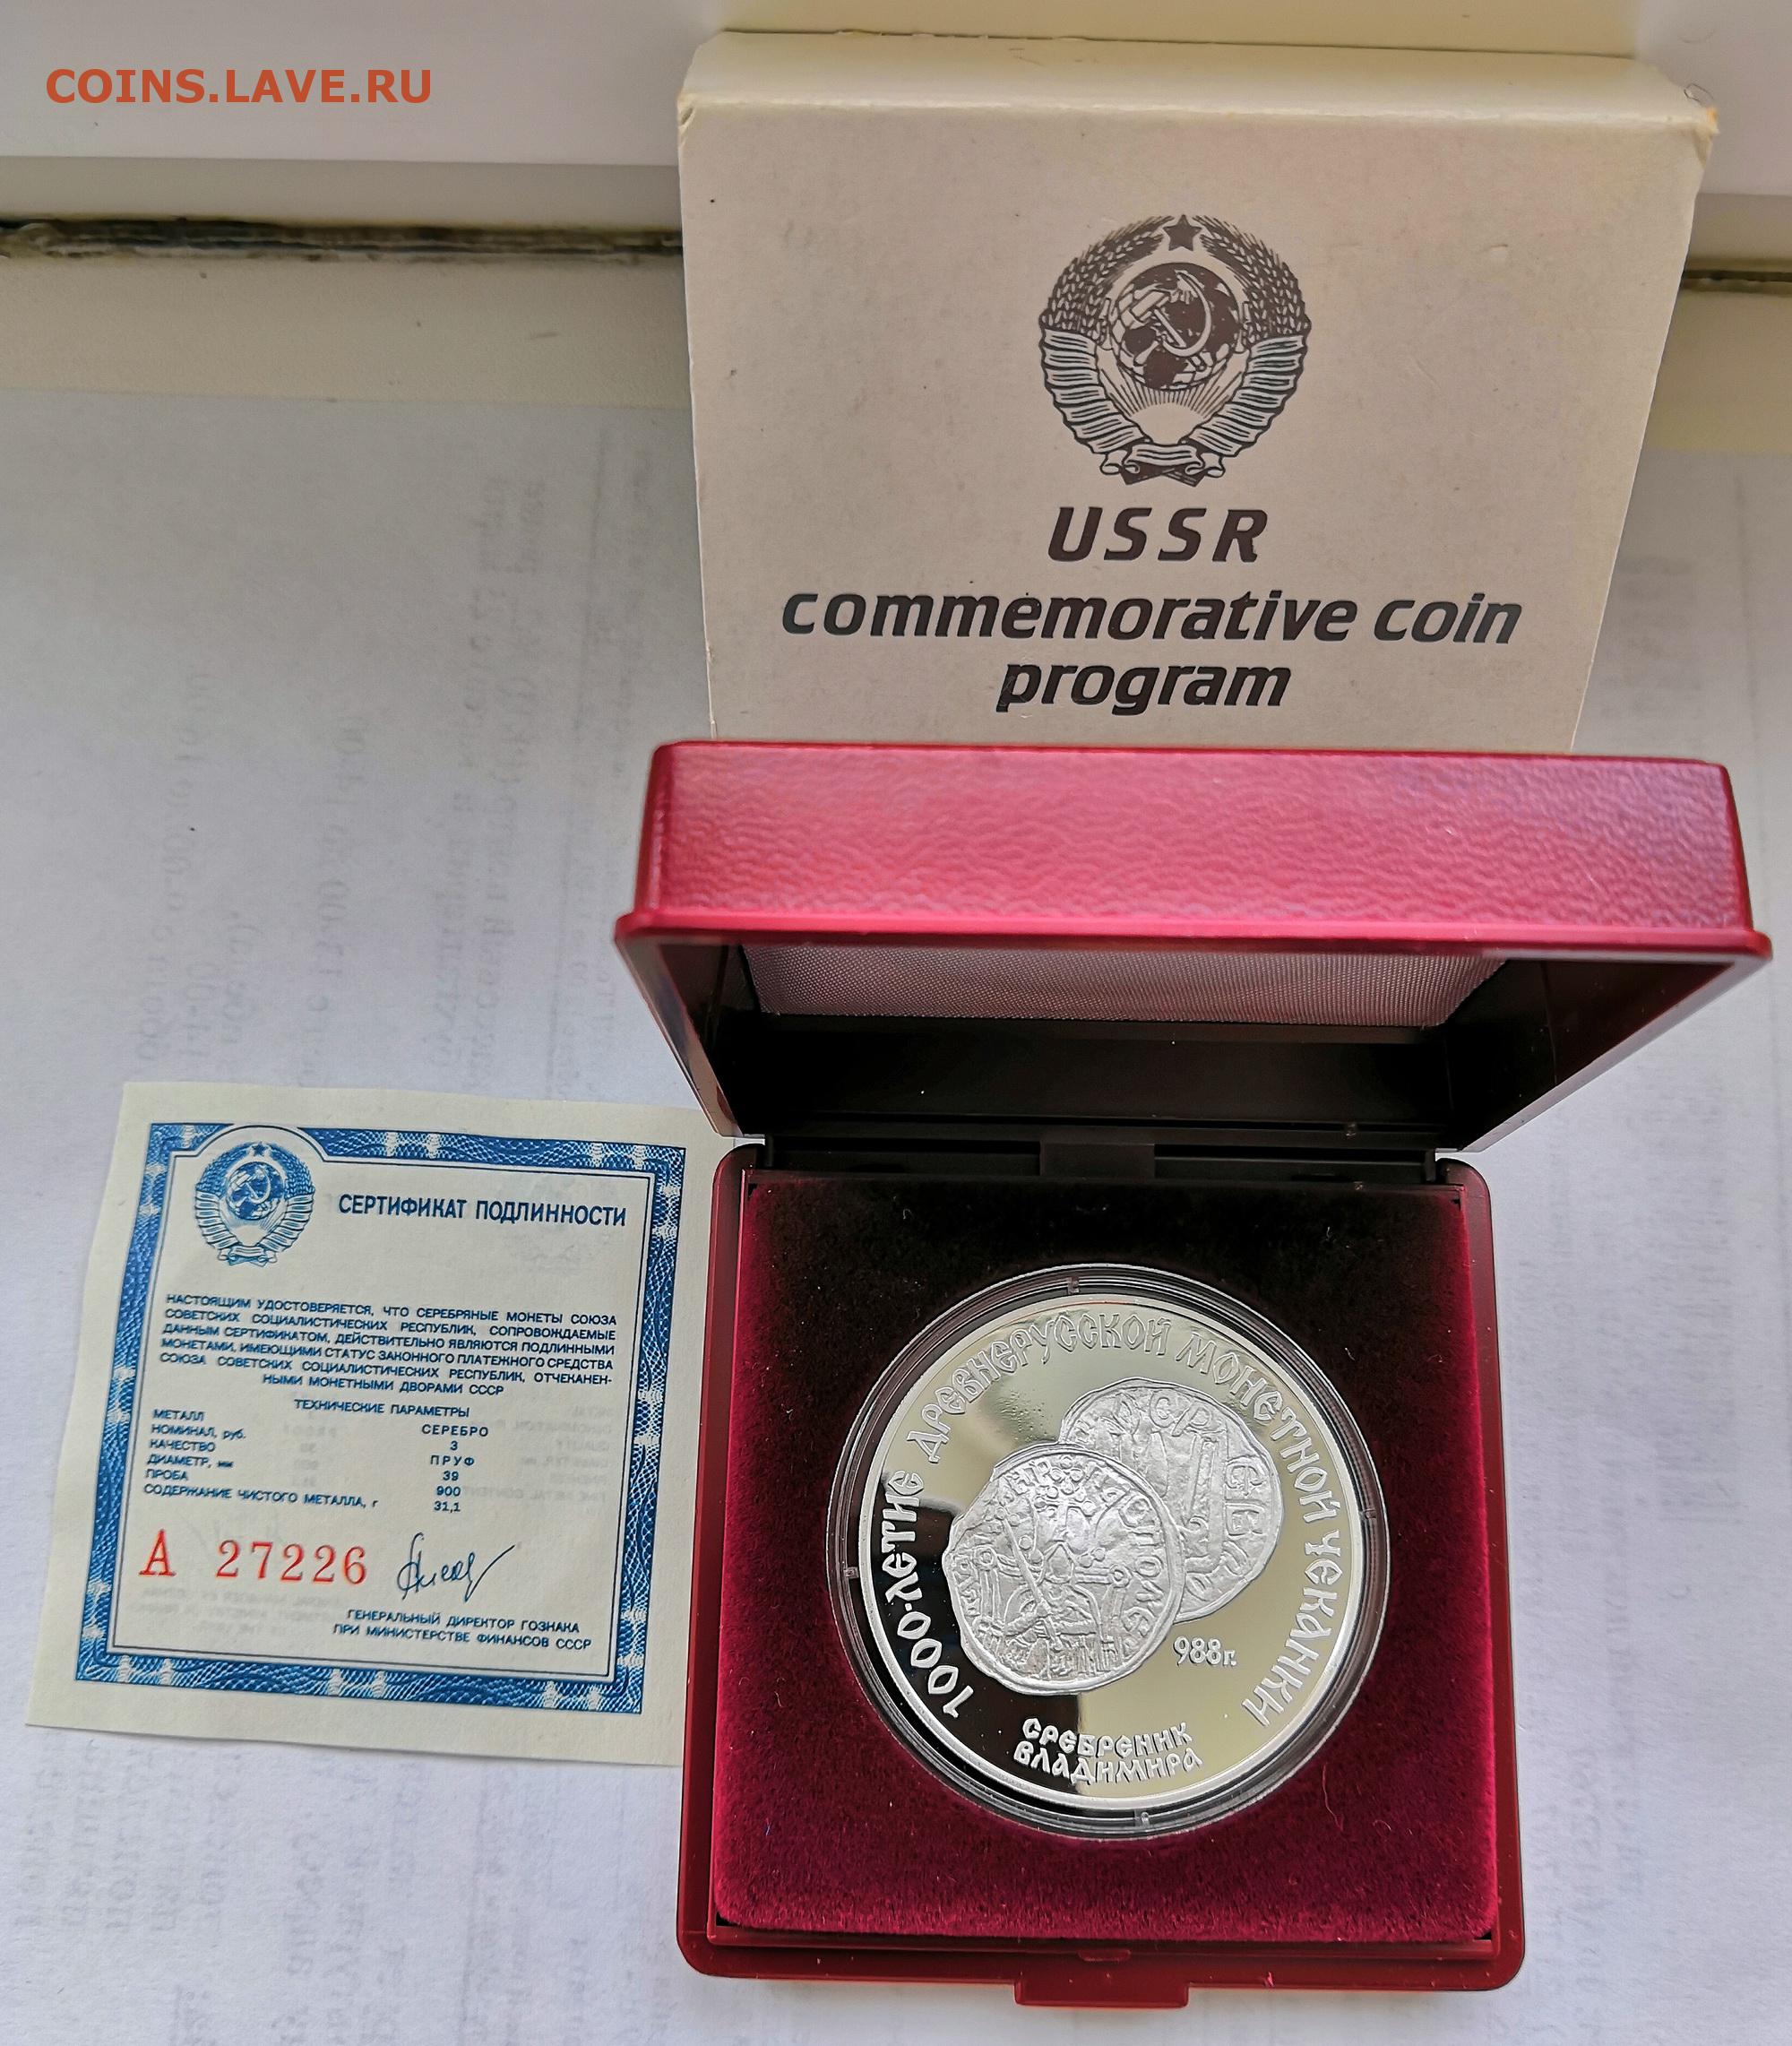 COINS.LAVE.RU
USSR
commemorative coin
program
СЕРТИФИКАТ ПОДЛИННОСТИ
НАСТОЯЩИМ УДОСТОВЕРЯЕТСЯ, ЧТО СЕРЕБРЯНЫЕ МОНЕТЫ СОЮЗА
СОВЕТСКИХ СОЦИАЛИСТИЧЕСКИХ РЕСПУБЛИК, СОПРОВОЖДАЕМЫЕ
ДАННЫМ СЕРТИФИКАТОМ, ДЕЙСТВИТЕЛЬНО ЯВЛЯЮТСЯ ПОДЛИННЫМИ
МОНЕТАМИ, ИМЕЮЩИМИ СТАТУС ЗАКОННОГО ПЛАТЕЖНОГО СРЕДСТВА
СОЮЗА СОВЕТСКИХ СОЦИАЛИСТИЧЕСКИХ РЕСПУБЛИК, ОТЧЕКАНЕН-
НЫМИ МОНЕТНЫМИ ДВОРАМИ СССР
ТЕХНИЧЕСКИЕ ПАРАМЕТРЫ
МЕТАЛЛ СЕРЕБРО
НОМИНАЛ, руб. 3
КАЧЕСТВО ПРУФ
ДИАМЕТР, мм 39
ПРОБА 900
СОДЕРЖАНИЕ ЧИСТОГО МЕТАЛЛА, г 31,1
А 27226
ГЕНЕРАЛЬНЫЙ ДИРЕКТОР ГОЗНАКА
ПРИ МИНИСТЕРСТВЕ ФИНАНСОВ СССР
1000-ЛЕТИЕ ДРЕВНЕРУССКОЙ МОНЕТНОЙ ЧЕКАНКИ
988г.
СРЕБРЕНИК
ВЛАДИМИРА